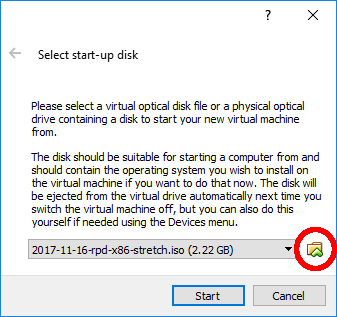 ?
Select start-up disk
Please select a virtual optical disk file or a physical optical
drive containing a disk to start your new virtual machine
from.
The disk should be suitable for starting a computer from and
should contain the operating system you wish to install on
the virtual machine if you want to do that now. The disk will
be ejected from the virtual drive automatically next time you
switch the virtual machine off, but you can also do this
yourself if needed using the Devices menu.
2017-11-16-rpd-x86-stretch.iso (2.22 GB)
Start Cancel